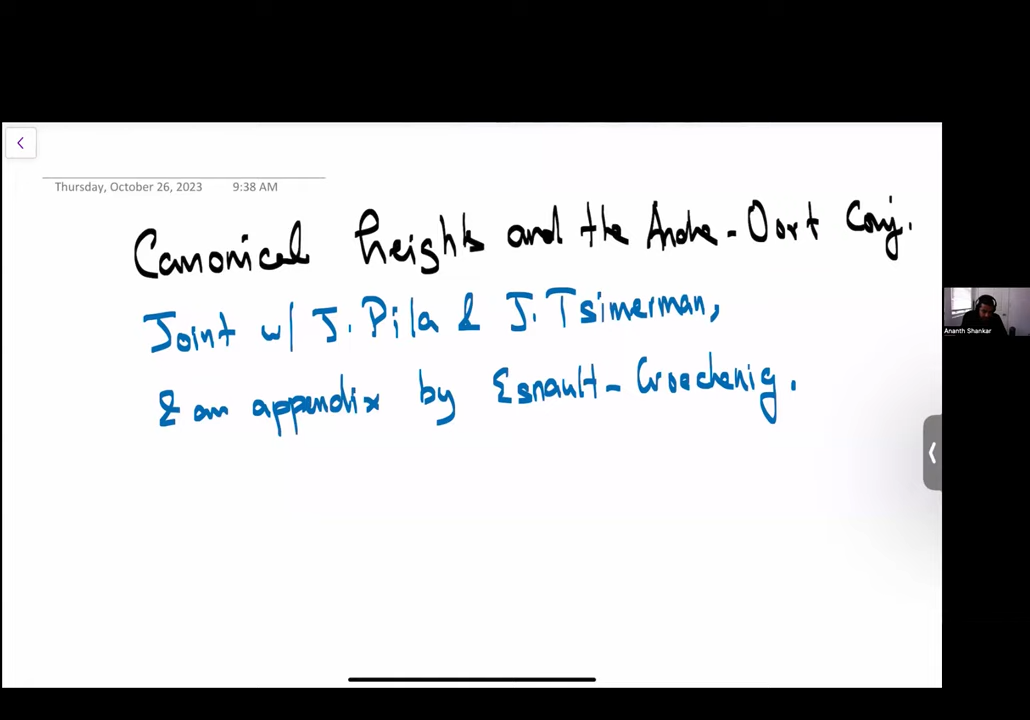 Thursday, October 26, 2023 9:38 AM
Canonical heights and the Andre-Oort Conj.
Joint w/ J. Pila & J. Tsimerman,
& an appendix by Esnault-Groechenig.
Ananth Shankar